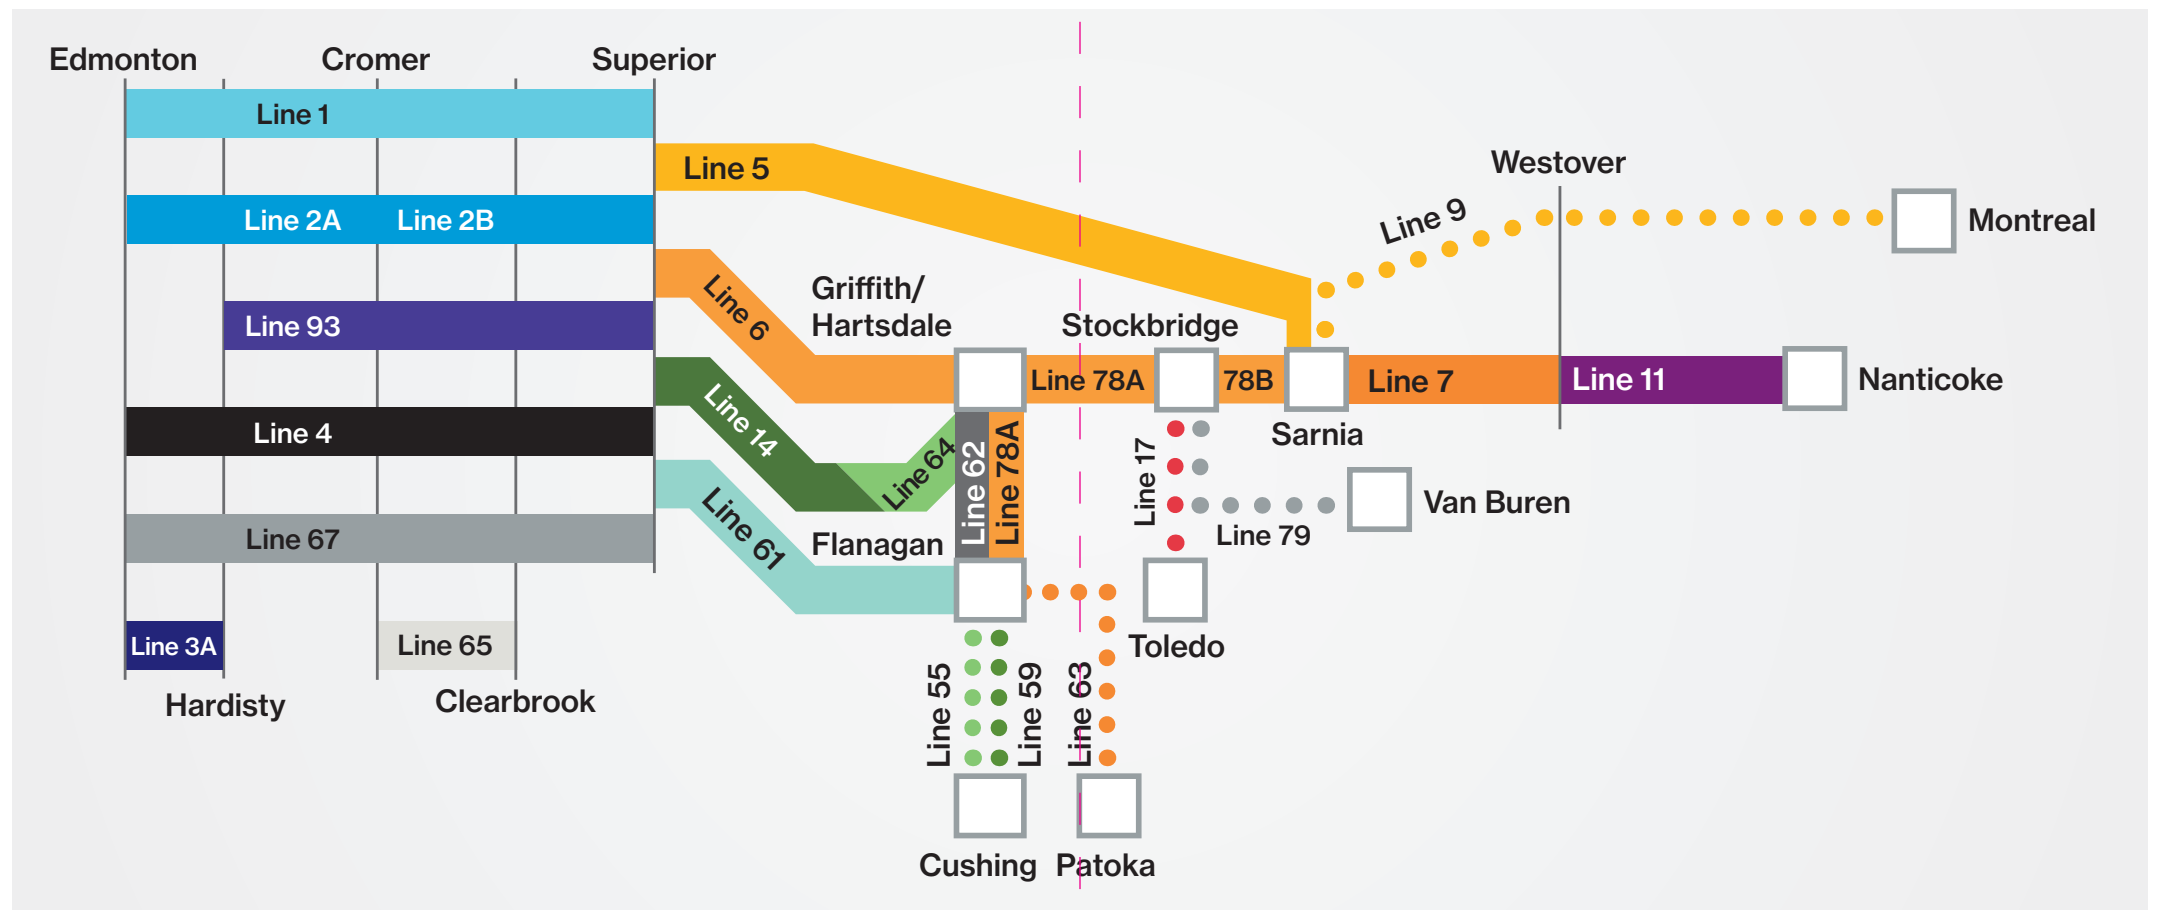 Edmonton
Cromer
Superior
Line 1
Line 5
Westover
Line 2A
Line 2B
Line 9
Montreal
Line 6
Griffith/
Hartsdale
Line 93
Stockbridge
Line 78A
78B
Line 7
Line 11
Nanticoke
Line 14
Line 4
Sarnia
Line 64
Line 62
Line 78A
Line 17
Van Buren
Line 61
Line 67
Flanagan
Line 79
Line 3A
Line 65
Toledo
Hardisty
Clearbrook
Line 55
Line 59
Line 63
Cushing
Patoka